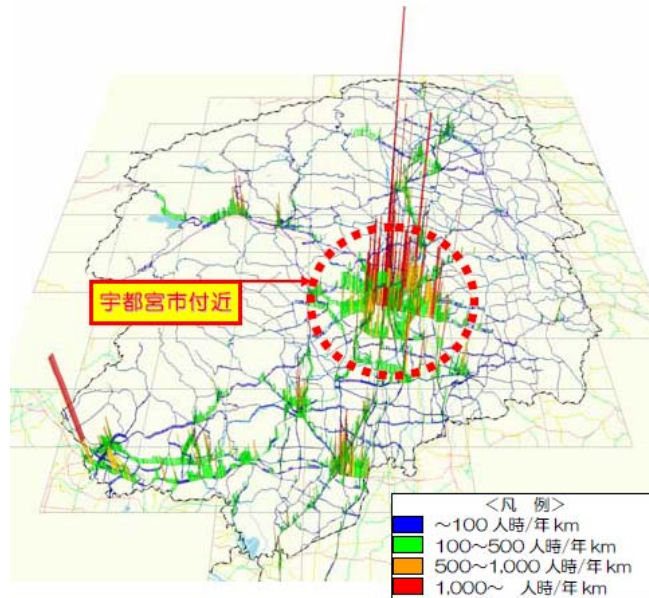 宇都宮市付近
＜凡 例＞
～100 人時/年 km
100～500 人時/年 km
500～1,000 人時/年 km
1,000～ 人時/年 km